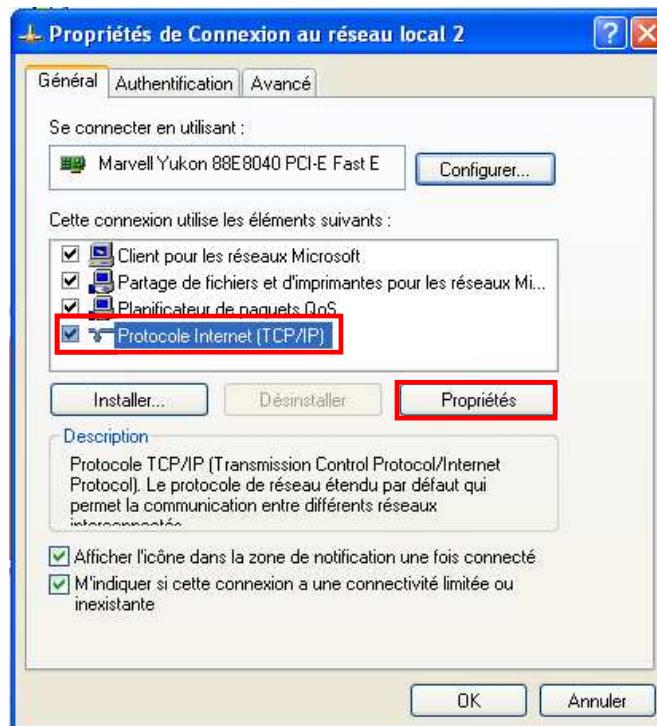 Propriétés de Connexion au réseau local 2
Général Authentification Avancé
Se connecter en utilisant :
Marvell Yukon 88E8040 PCI-E Fast E Configurer...
Cette connexion utilise les éléments suivants :
Client pour les réseaux Microsoft
Partage de fichiers et d'imprimantes pour les réseaux Mi...
Planificateur de paquets QoS
Protocole Internet (TCP/IP)
Installer... Désinstaller Propriétés
Description
Protocole TCP/IP (Transmission Control Protocol/Internet
Protocol). Le protocole de réseau étendu par défaut qui
permet la communication entre différents réseaux
interconnectés.
Afficher l'icône dans la zone de notification une fois connecté
M'indiquer si cette connexion a une connectivité limitée ou
inexistante
OK Annuler